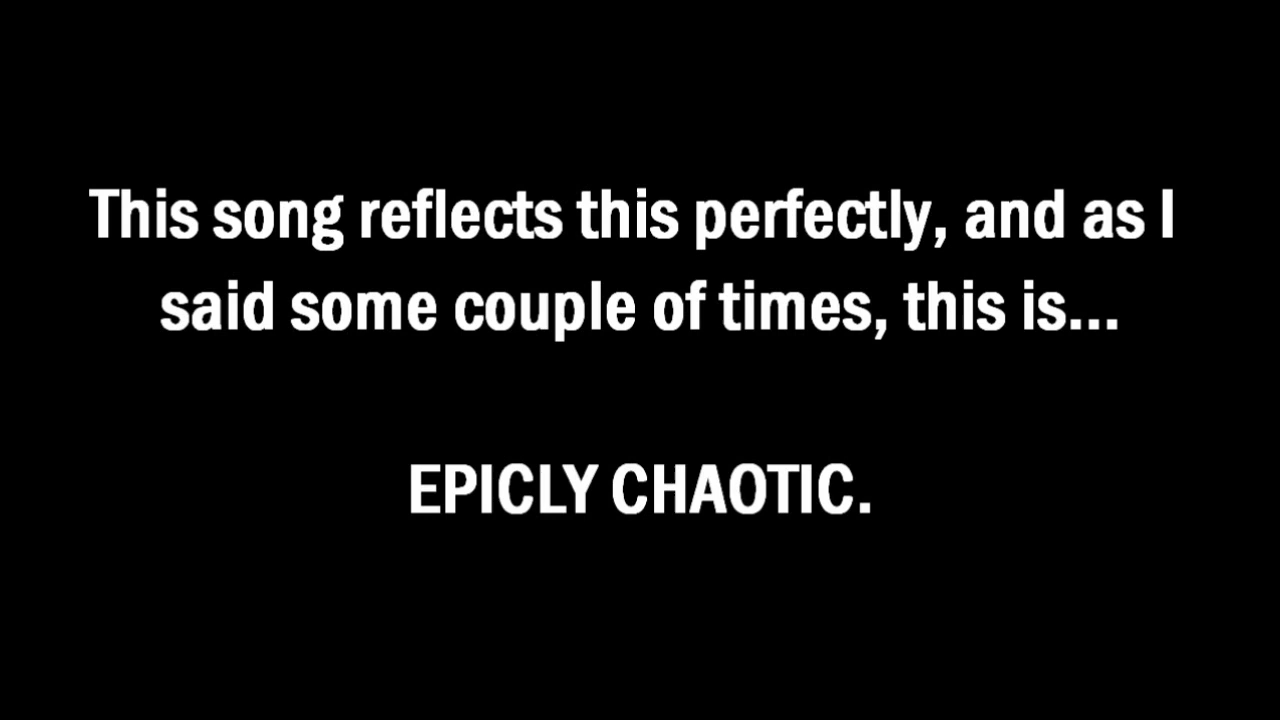 This song reflects this perfectly, and as I
said some couple of times, this is...
EPICLY CHAOTIC.